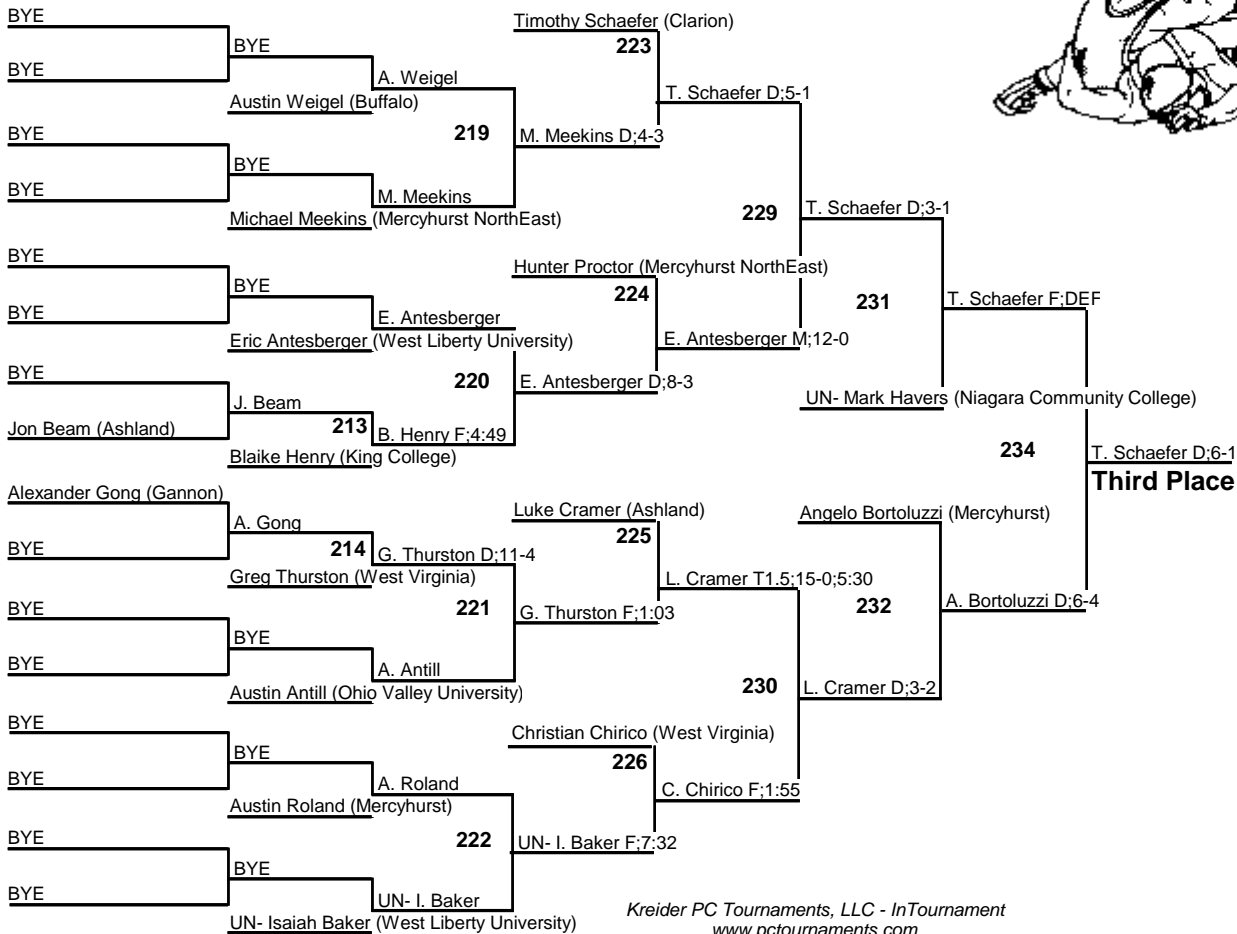 BYE
Timothy Schaefer (Clarion)
BYE
223
BYE
A. Weigel
T. Schaefer D;5-1
Austin Weigel (Buffalo)
BYE
219
M. Meekins D;4-3
BYE
BYE
M. Meekins
Michael Meekins (Mercyhurst NorthEast)
229
T. Schaefer D;3-1
BYE
Hunter Proctor (Mercyhurst NorthEast)
BYE
224
231
T. Schaefer F;DEF
BYE
E. Antesberger
Eric Antesberger (West Liberty University)
E. Antesberger M;12-0
BYE
220
E. Antesberger D;8-3
J. Beam
UN- Mark Havers (Niagara Community College)
Jon Beam (Ashland)
213
B. Henry F;4:49
Blaike Henry (King College)
234
T. Schaefer D;6-1
Third Place
Alexander Gong (Gannon)
Luke Cramer (Ashland)
Angelo Bortoluzzi (Mercyhurst)
A. Gong
225
BYE
214
G. Thurston D;11-4
Greg Thurston (West Virginia)
L. Cramer T1.5;15-0;5:30
BYE
221
G. Thurston F;1:03
232
A. Bortoluzzi D;6-4
BYE
BYE
A. Antill
Austin Antill (Ohio Valley University)
230
L. Cramer D;3-2
BYE
Christian Chirico (West Virginia)
BYE
226
BYE
A. Roland
C. Chirico F;1:55
Austin Roland (Mercyhurst)
BYE
222
UN- I. Baker F;7:32
BYE
BYE
UN- I. Baker
UN- Isaiah Baker (West Liberty University)
Kreider PC Tournaments, LLC - InTournament
www.pctournaments.com